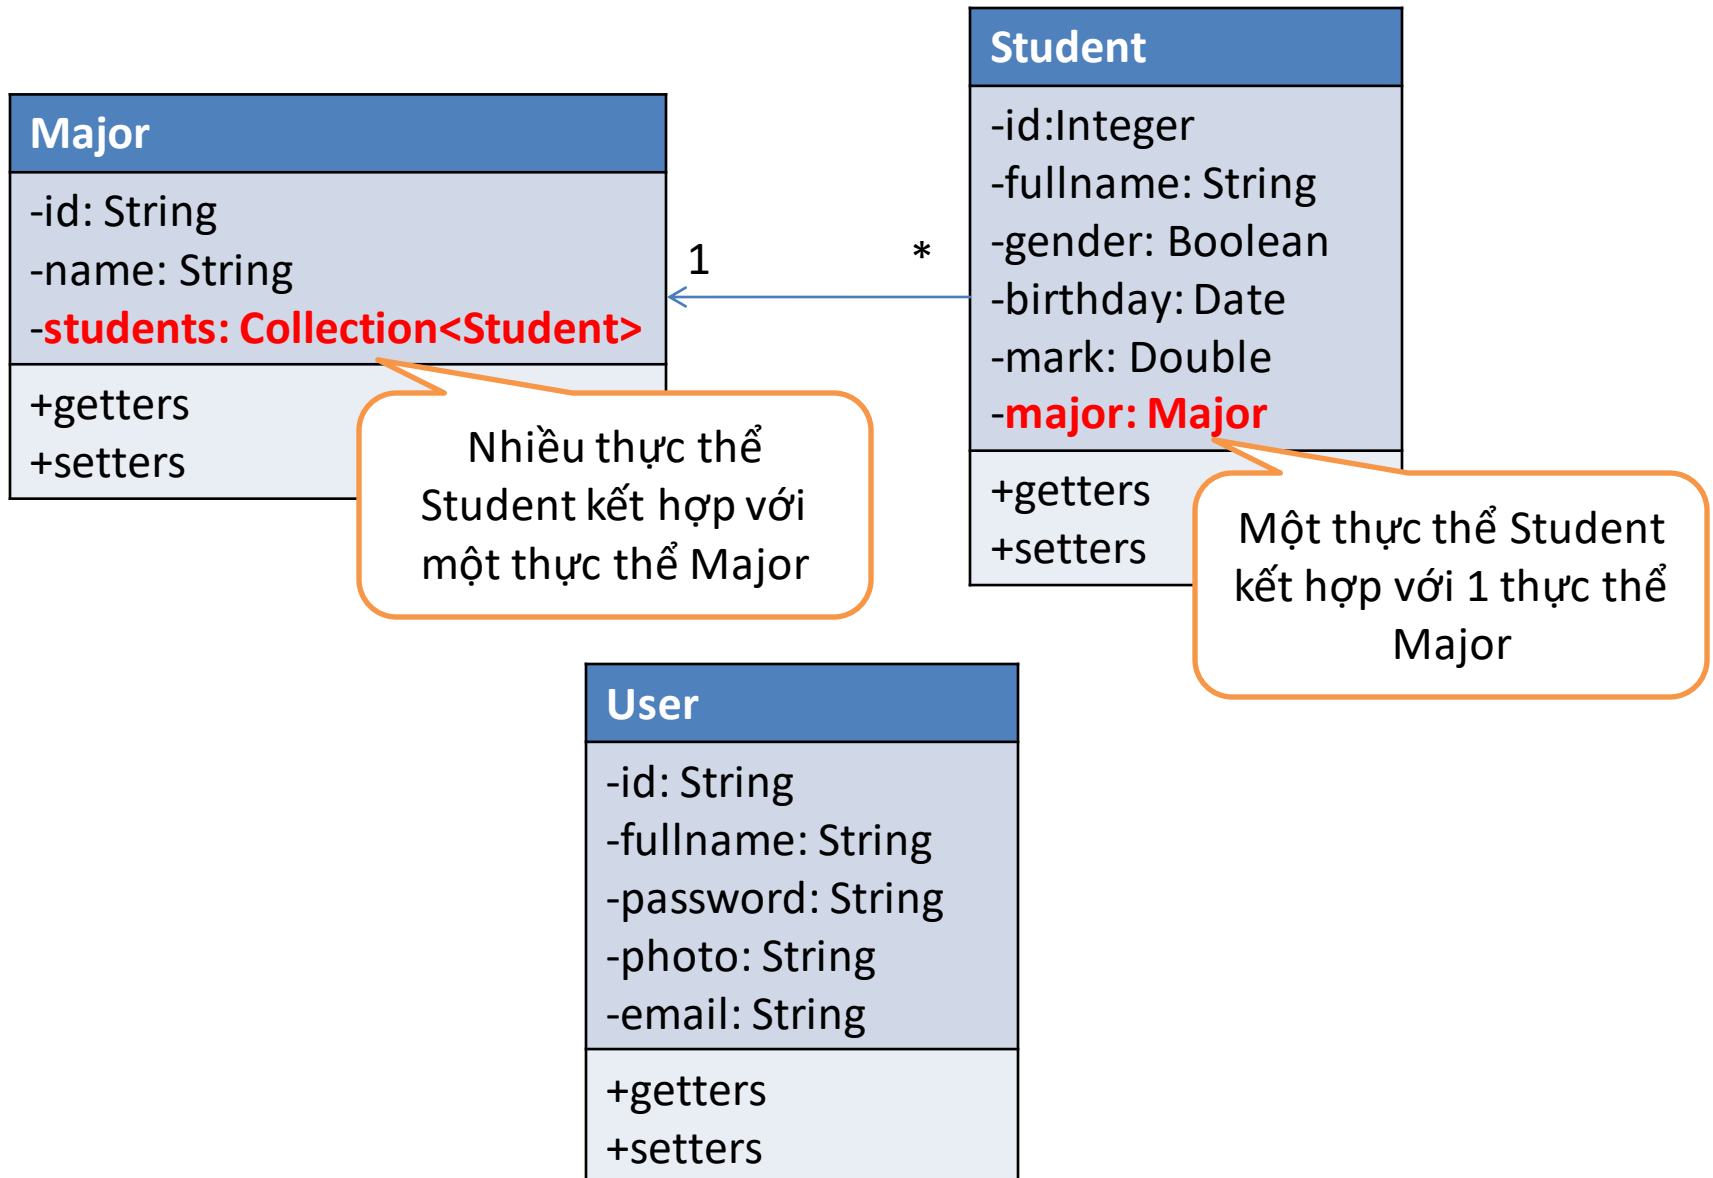 Major
-id: String
-name: String
-students: Collection<Student>
+getters
+setters
Nhiều thực thể
Student kết hợp với
một thực thể Major
1
*
Student
-id:Integer
-fullname: String
-gender: Boolean
-birthday: Date
-mark: Double
-major: Major
+getters
+setters
Một thực thể Student
kết hợp với 1 thực thể
Major
User
-id: String
-fullname: String
-password: String
-photo: String
-email: String
+getters
+setters